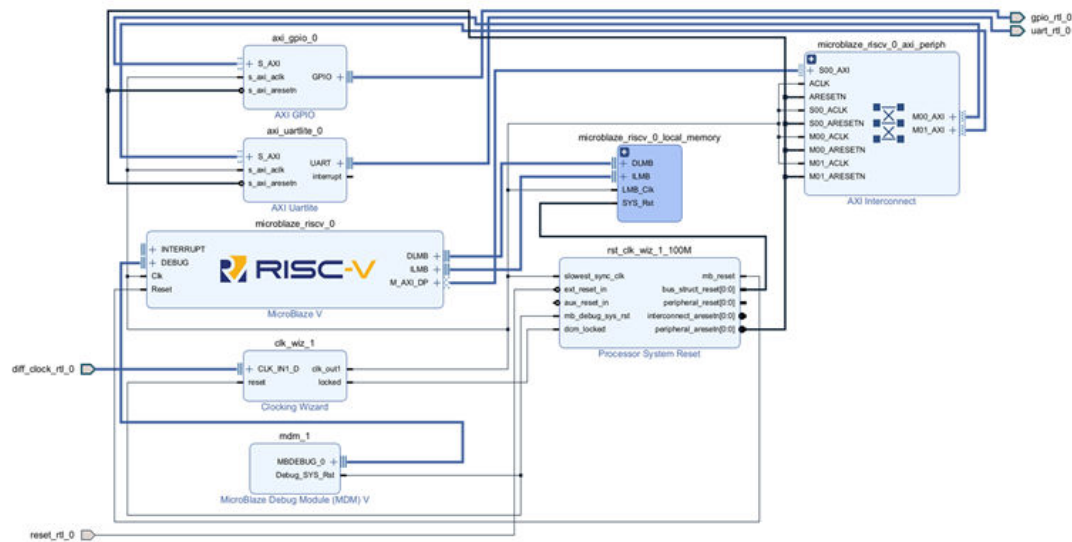 gpio_rtl_0
uart_rtl_0
axi_gpio_0
S_AXI
s_axi_aclk
s_axi_aresetn
GPIO
AXI GPIO
axi_uartlite_0
S_AXI
s_axi_aclk
s_axi_aresetn
UART
interrupt
AXI Uartlite
microblaze_riscv_0_axi_periph
S00_AXI
ACLK
ARESETN
S00_ACLK
S00_ARESETN
M00_ACLK
M00_ARESETN
M01_ACLK
M01_ARESETN
M00_AXI
M01_AXI
AXI Interconnect
microblaze_riscv_0_local_memory
DLMB
ILMB
LMB_Clk
SYS_Rst
microblaze_riscv_0
INTERRUPT
DEBUG
Clk
Reset
RISC-V
DLMB
ILMB
M_AXI_DP
MicroBlaze V
rst_clk_wiz_1_100M
slowest_sync_clk
ext_reset_in
aux_reset_in
mb_debug_sys_rst
dcm_locked
mb_reset
bus_struct_reset[0:0]
peripheral_reset[0:0]
interconnect_aresetn[0:0]
peripheral_aresetn[0:0]
Processor System Reset
diff_clock_rtl_0
clk_wiz_1
CLK_IN1_D
reset
clk_out1
locked
Clocking Wizard
mdm_1
MBDEBUG_0
Debug_SYS_Rst
MicroBlaze Debug Module (MDM) V
reset_rtl_0